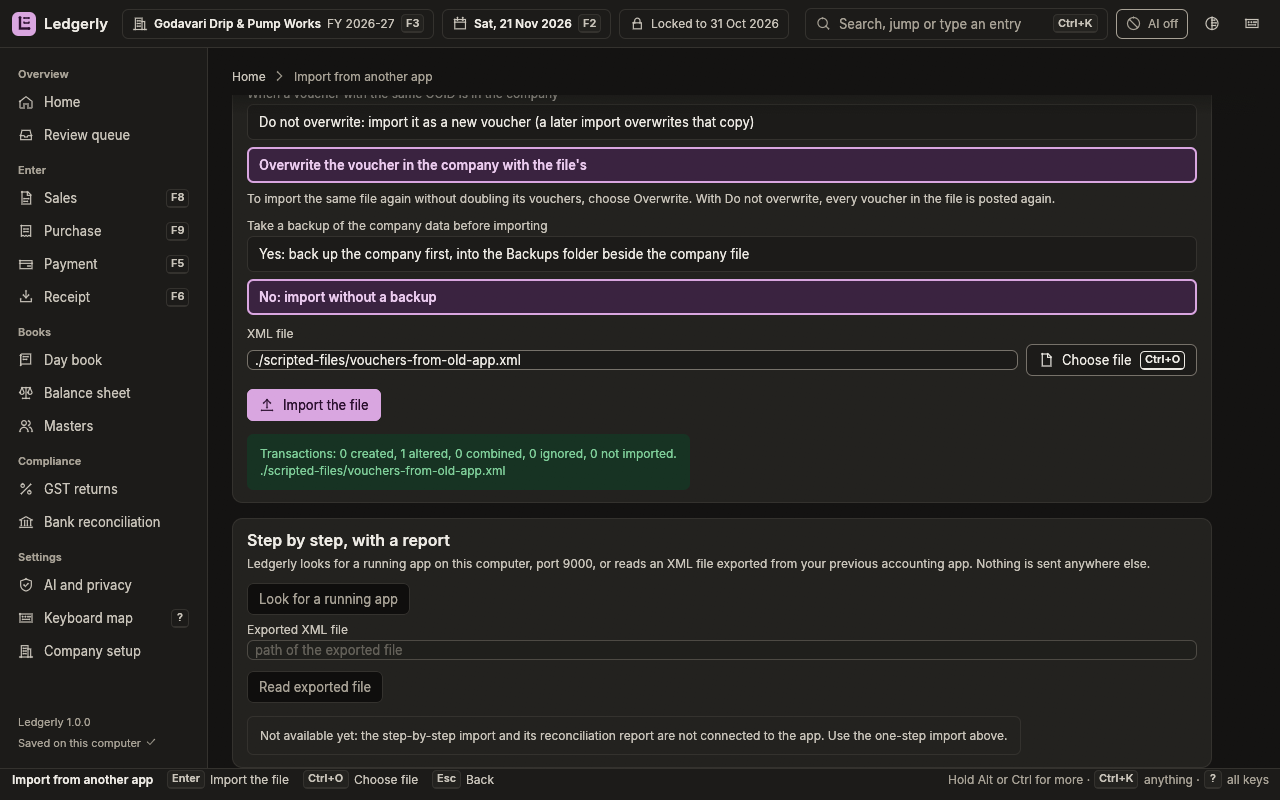 Ledgerly
Godavari Drip & Pump Works FY 2026-27 F3
Sat, 21 Nov 2026 F2
Locked to 31 Oct 2026
Search, jump or type an entry Ctrl+K
AI off
Overview
Home
Review queue
Enter
Sales F8
Purchase F9
Payment F5
Receipt F6
Books
Day book
Balance sheet
Masters
Compliance
GST returns
Bank reconciliation
Settings
AI and privacy
Keyboard map ?
Company setup
Ledgerly 1.0.0
Saved on this computer
Home
Import from another app
Do not overwrite: import it as a new voucher (a later import overwrites that copy)
Overwrite the voucher in the company with the file's
To import the same file again without doubling its vouchers, choose Overwrite. With Do not overwrite, every voucher in the file is posted again.
Take a backup of the company data before importing
Yes: back up the company first, into the Backups folder beside the company file
No: import without a backup
XML file
./scripted-files/vouchers-from-old-app.xml
Choose file Ctrl+O
Import the file
Transactions: 0 created, 1 altered, 0 combined, 0 ignored, 0 not imported.
./scripted-files/vouchers-from-old-app.xml
Step by step, with a report
Ledgerly looks for a running app on this computer, port 9000, or reads an XML file exported from your previous accounting app. Nothing is sent anywhere else.
Look for a running app
Exported XML file
path of the exported file
Read exported file
Not available yet: the step-by-step import and its reconciliation report are not connected to the app. Use the one-step import above.
Import from another app Enter Import the file Ctrl+O Choose file Esc Back
Hold Alt or Ctrl for more · Ctrl+K anything · ? all keys